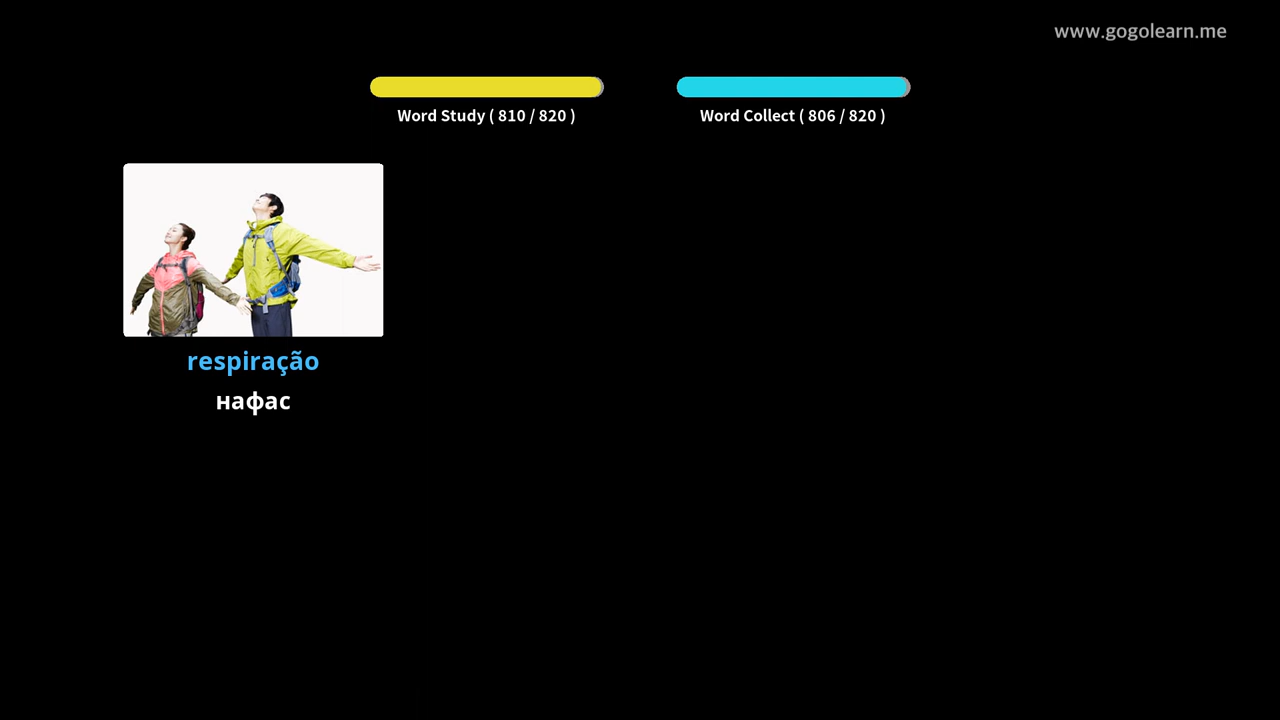 www.gogolearn.me
Word Study ( 810 / 820 )
Word Collect ( 806 / 820 )
respiração
нафас